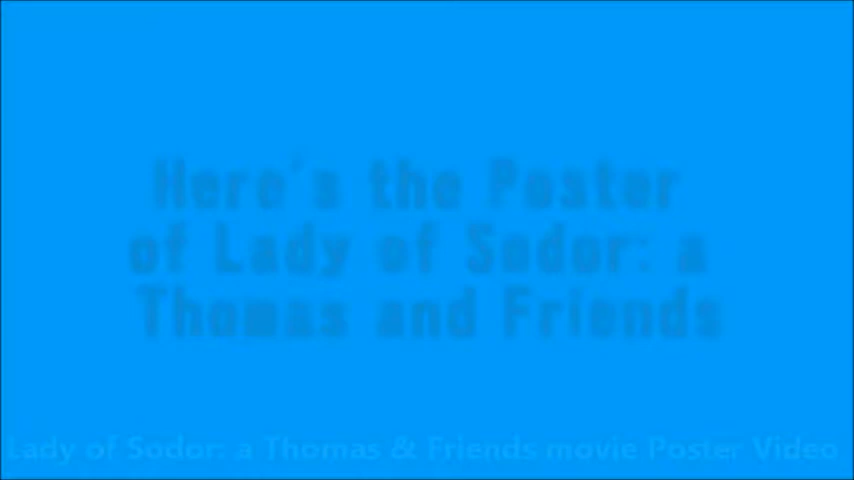 Here's the Poster
of Lady of Sodor: a
Thomas and Friends
Lady of Sodor: a Thomas & Friends movie Poster Video